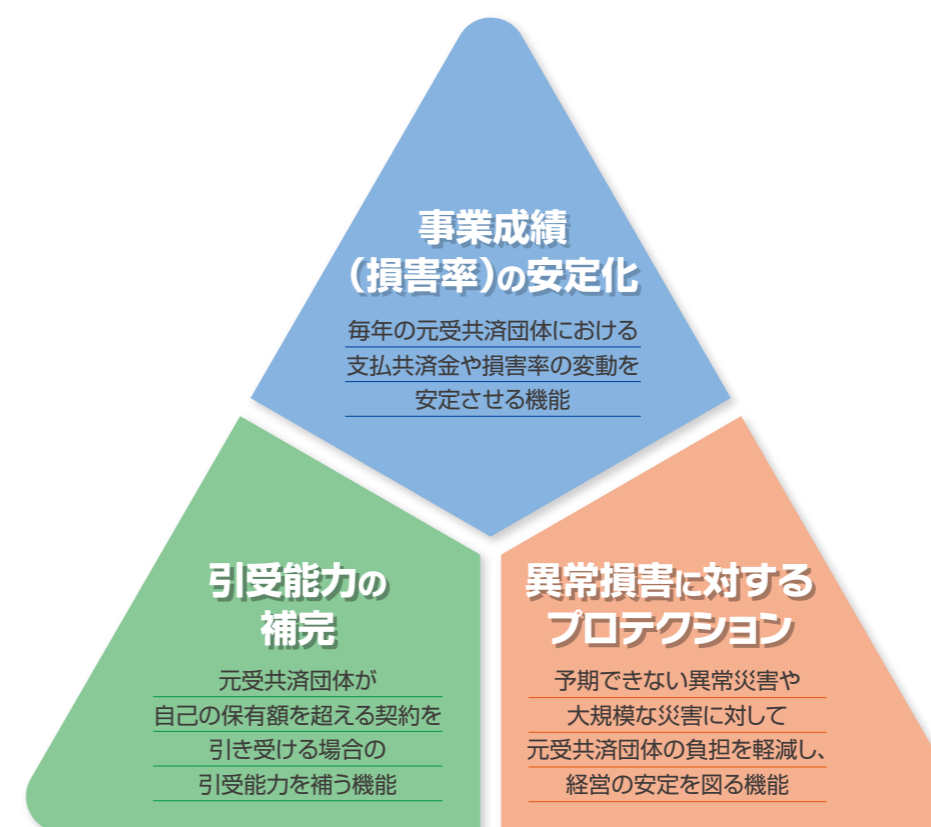 事業成績
（損害率）の安定化
毎年の元受共済団体における
支払共済金や損害率の変動を
安定させる機能
引受能力の
補完
元受共済団体が
自己の保有額を超える契約を
引き受ける場合の
引受能力を補う機能
異常損害に対する
プロテクション
予期できない異常災害や
大規模な災害に対して
元受共済団体の負担を軽減し、
経営の安定を図る機能